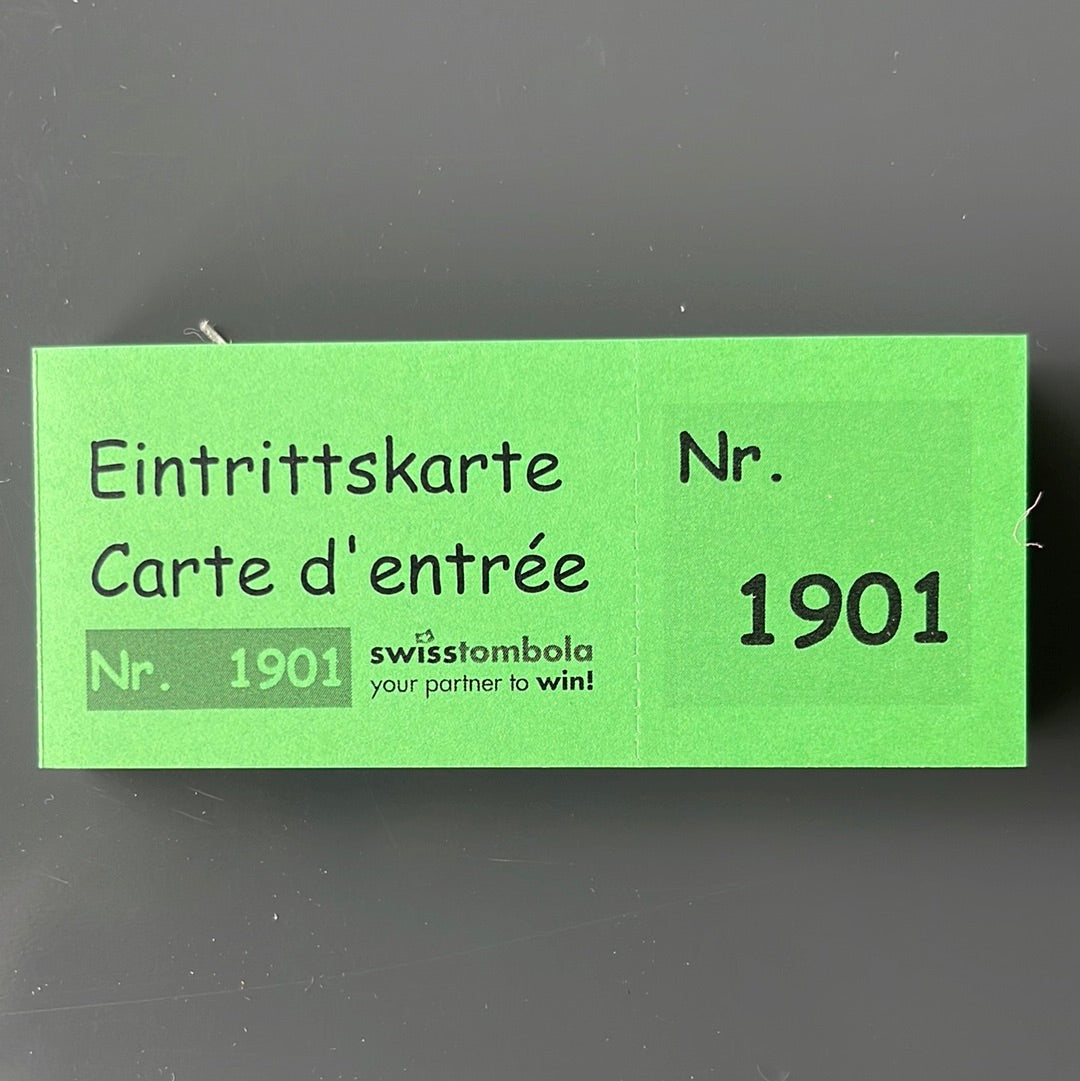 Eintrittskarte
Carte d'entrée
Nr. 1901
swisstombola
your partner to win!
Nr.
1901